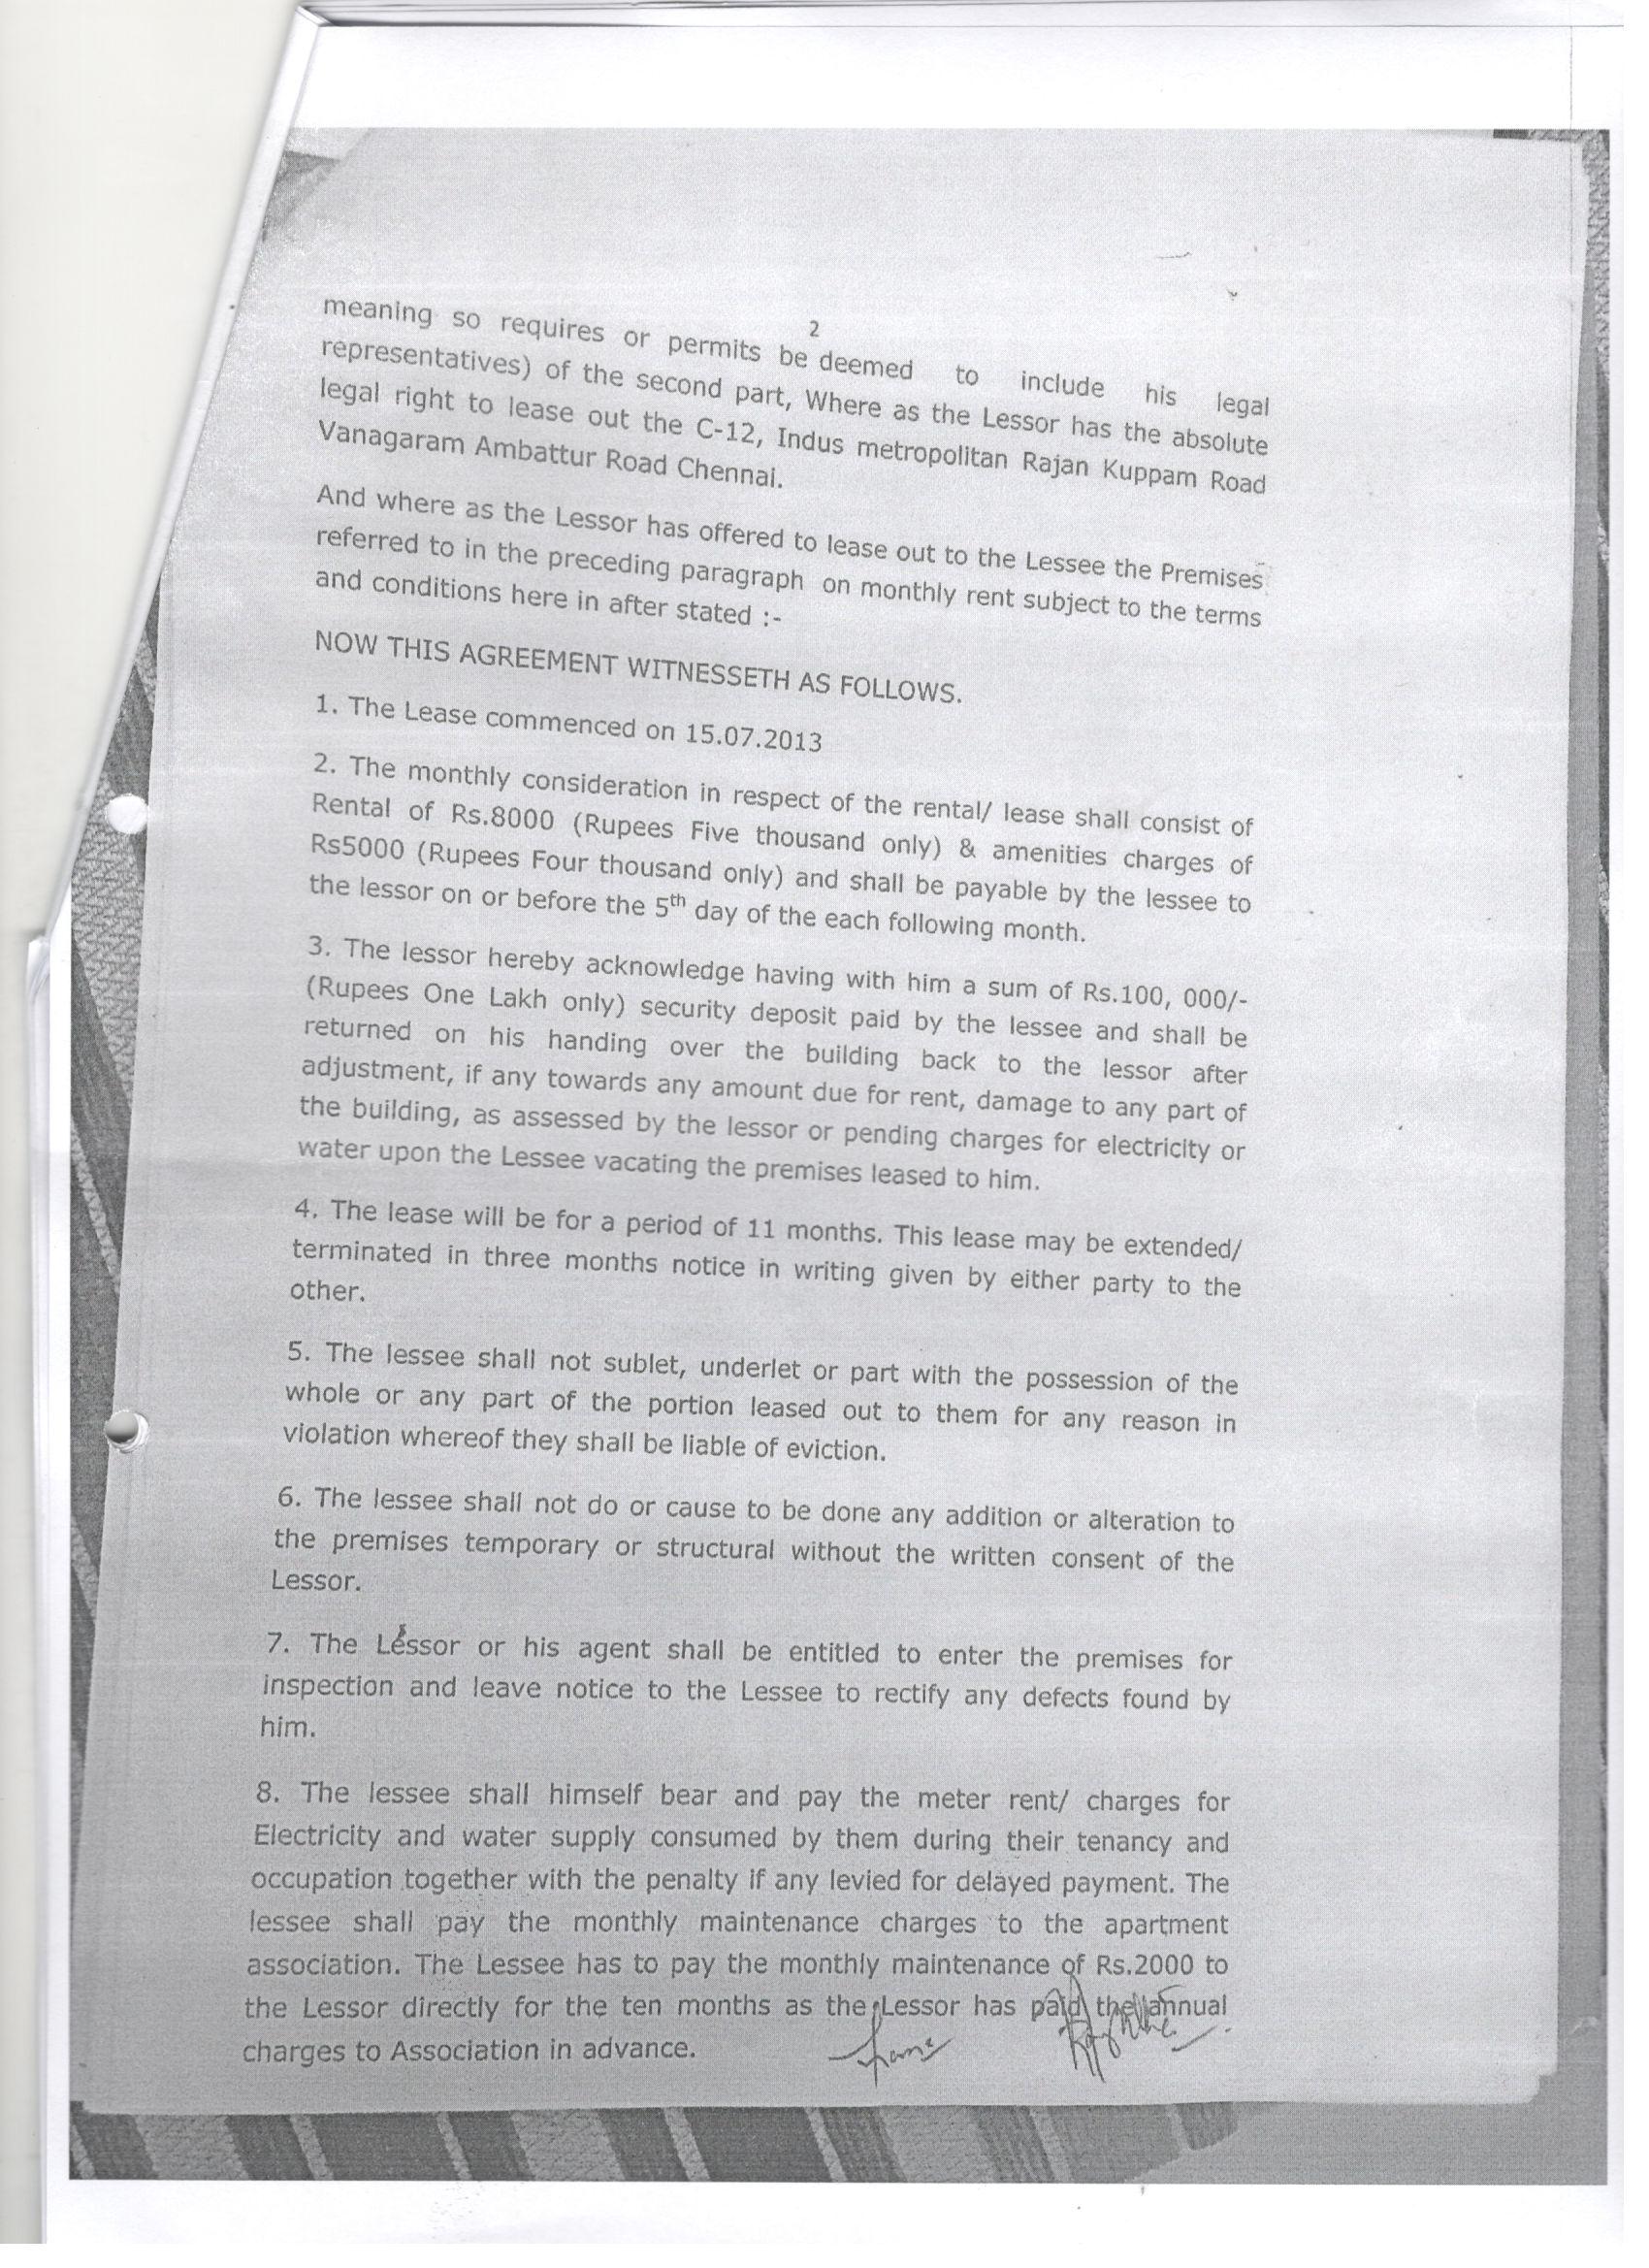 2
meaning so requires or permits be deemed to include his legal
representatives) of the second part, Where as the Lessor has the absolute
legal right to lease out the C-12, Indus metropolitan Rajan Kuppam Road
Vanagaram Ambattur Road Chennai.
And where as the Lessor has offered to lease out to the Lessee the Premises
referred to in the preceding paragraph on monthly rent subject to the terms
and conditions here in after stated :-
NOW THIS AGREEMENT WITNESSETH AS FOLLOWS.
1. The Lease commenced on 15.07.2013
2. The monthly consideration in respect of the rental/ lease shall consist of
Rental of Rs.8000 (Rupees Five thousand only) & amenities charges of
Rs5000 (Rupees Four thousand only) and shall be payable by the lessee to
the lessor on or before the 5th day of the each following month.
3. The lessor hereby acknowledge having with him a sum of Rs.100, 000/-
(Rupees One Lakh only) security deposit paid by the lessee and shall be
returned on his handing over the building back to the lessor after
adjustment, if any towards any amount due for rent, damage to any part of
the building, as assessed by the lessor or pending charges for electricity or
water upon the Lessee vacating the premises leased to him.
4. The lease will be for a period of 11 months. This lease may be extended/
terminated in three months notice in writing given by either party to the
other.
5. The lessee shall not sublet, underlet or part with the possession of the
whole or any part of the portion leased out to them for any reason in
violation whereof they shall be liable of eviction.
6. The lessee shall not do or cause to be done any addition or alteration to
the premises temporary or structural without the written consent of the
Lessor.
7. The Lessor or his agent shall be entitled to enter the premises for
inspection and leave notice to the Lessee to rectify any defects found by
him.
8. The lessee shall himself bear and pay the meter rent/ charges for
Electricity and water supply consumed by them during their tenancy and
occupation together with the penalty if any levied for delayed payment. The
lessee shall pay the monthly maintenance charges to the apartment
association. The Lessee has to pay the monthly maintenance of Rs.2000 to
the Lessor directly for the ten months as the Lessor has paid the annual
charges to Association in advance.